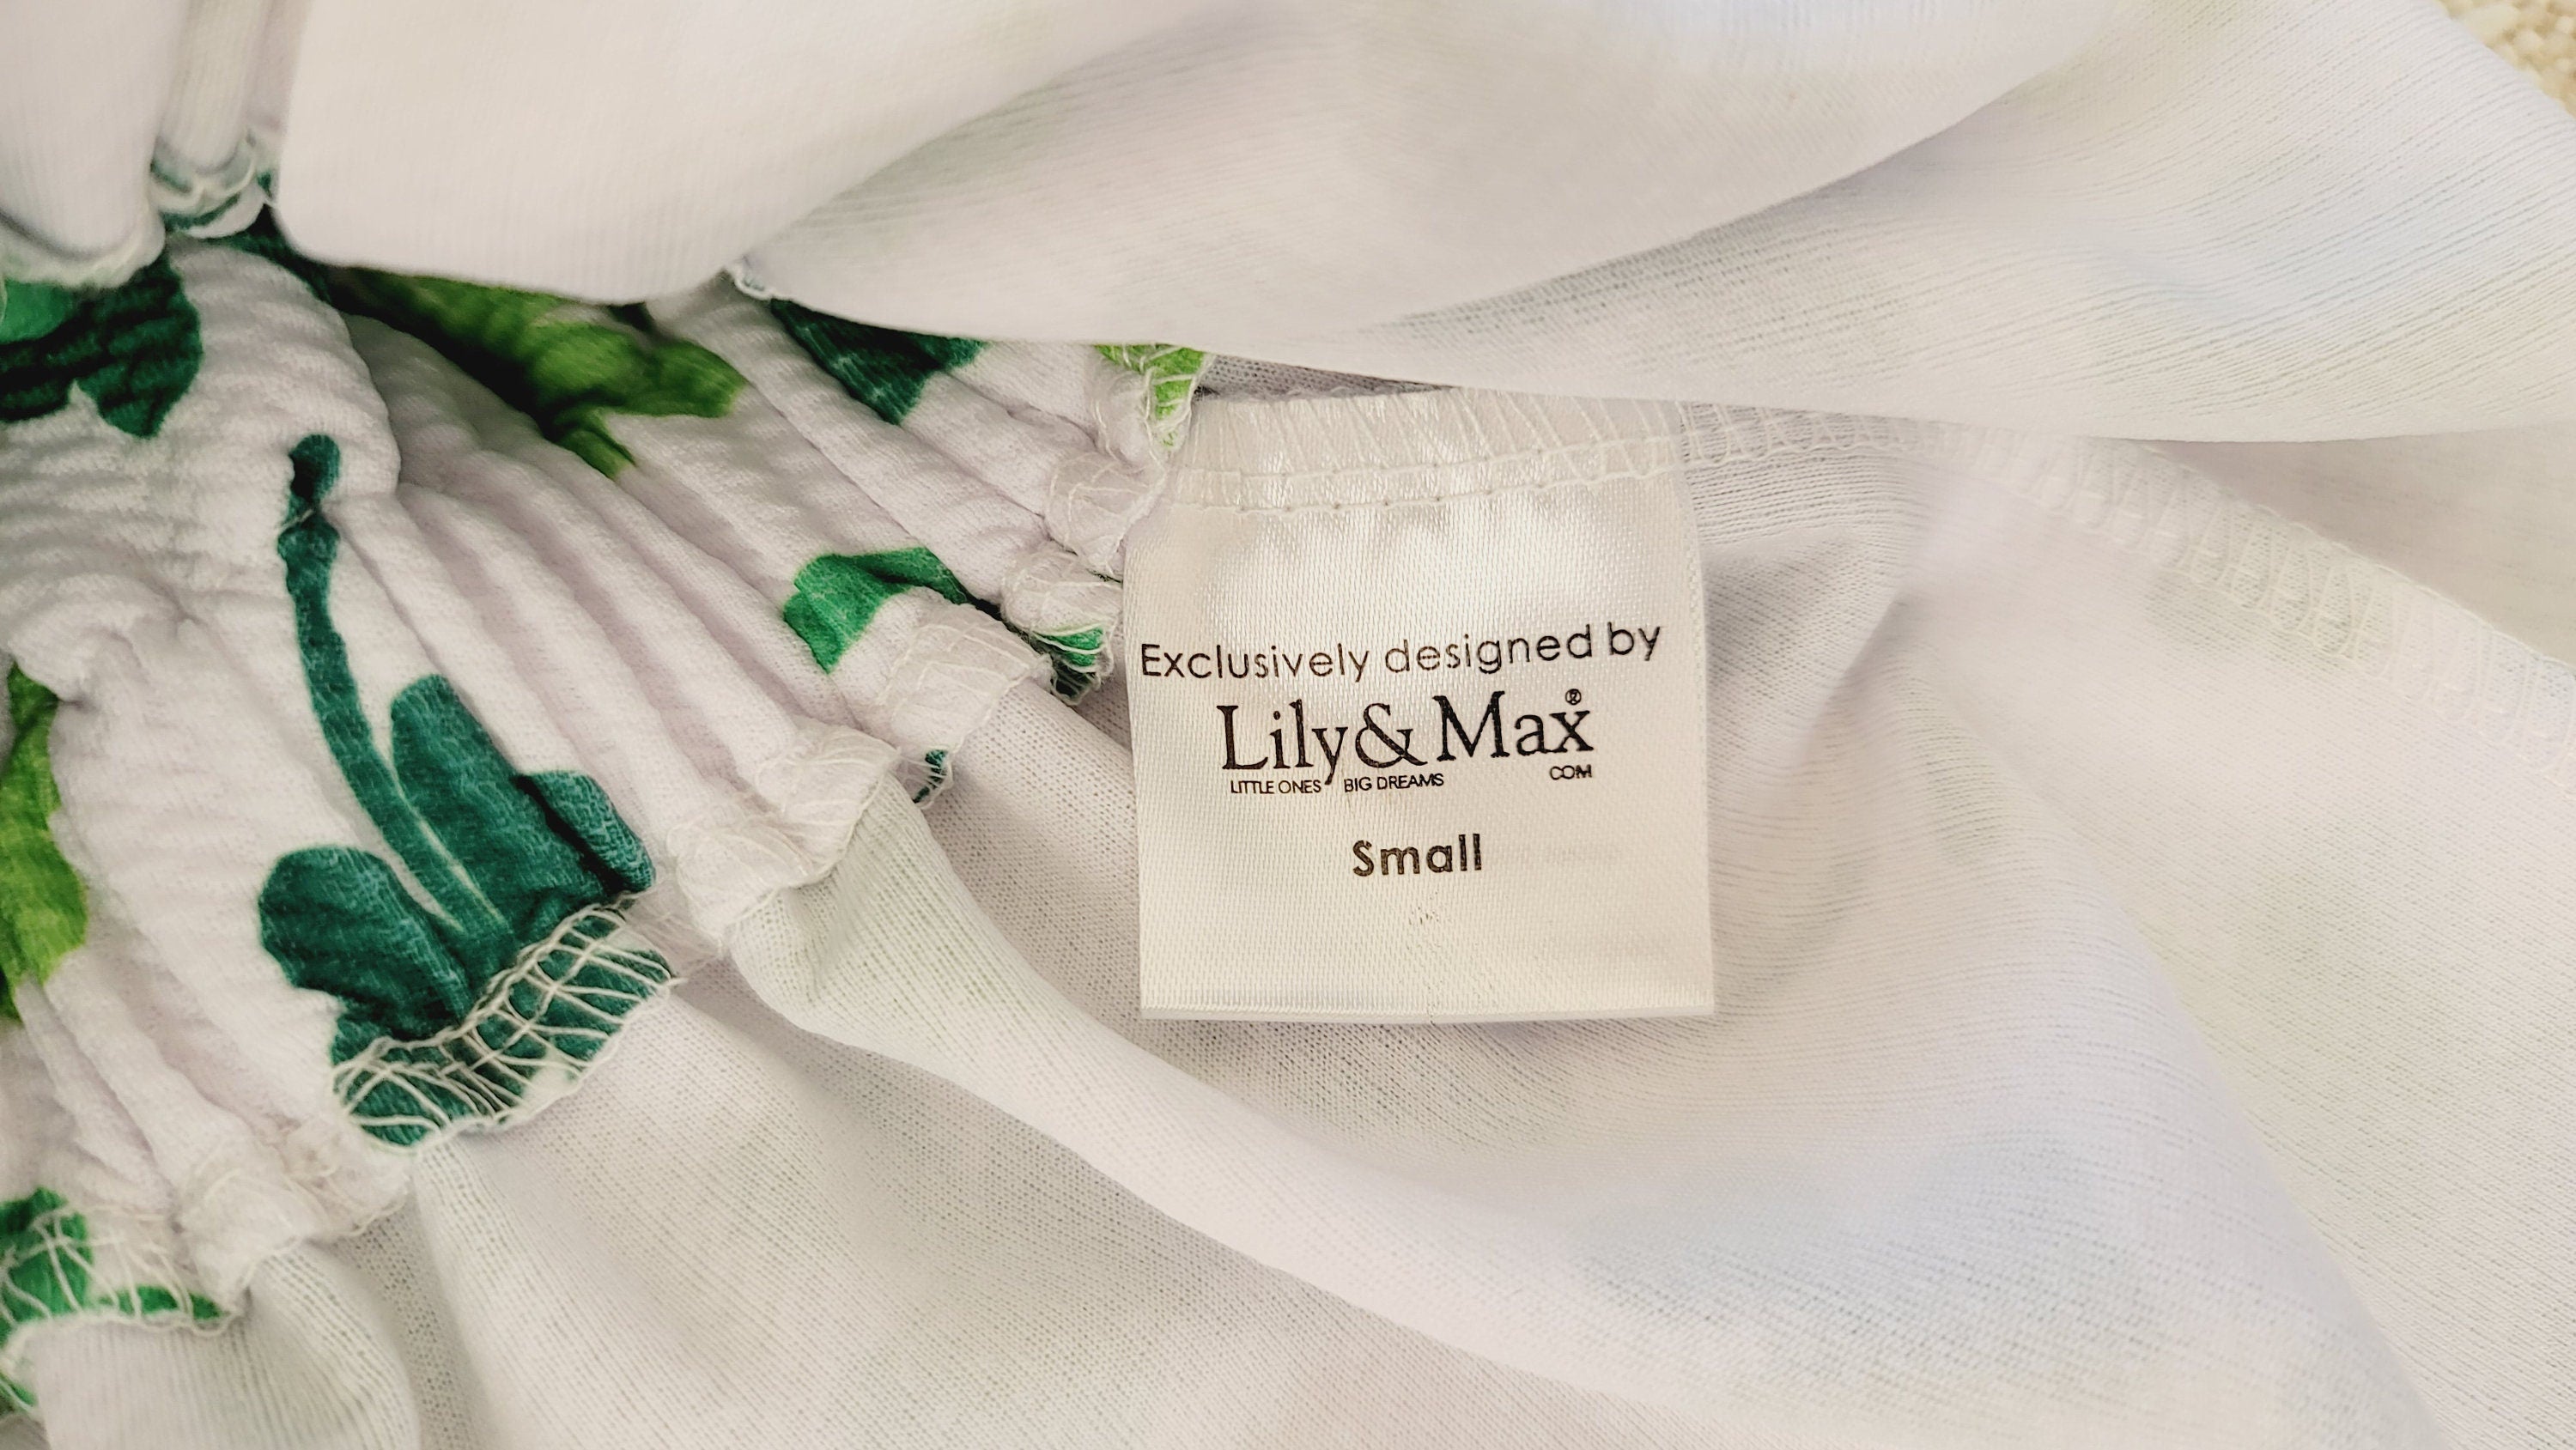 Exclusively designed by
Lily&Max®
LITTLE ONES BIG DREAMS COM
Small